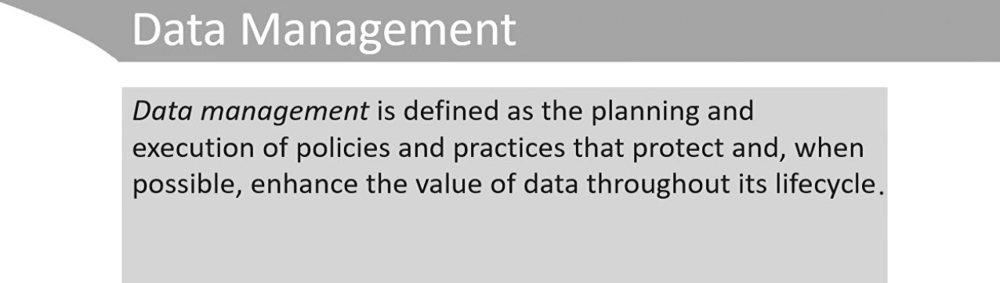 Data Management
Data management is defined as the planning and
execution of policies and practices that protect and, when
possible, enhance the value of data throughout its lifecycle.